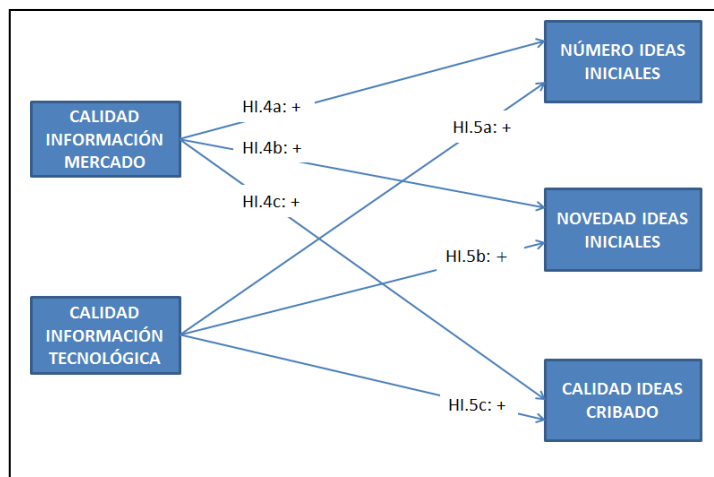 NÚMERO IDEAS
INICIALES
CALIDAD
INFORMACIÓN
MERCADO
HI.4a: +
HI.5a: +
HI.4b: +
HI.4c: +
NOVEDAD IDEAS
INICIALES
HI.5b: +
CALIDAD
INFORMACIÓN
TECNOLÓGICA
CALIDAD IDEAS
CRIBADO
HI.5c: +